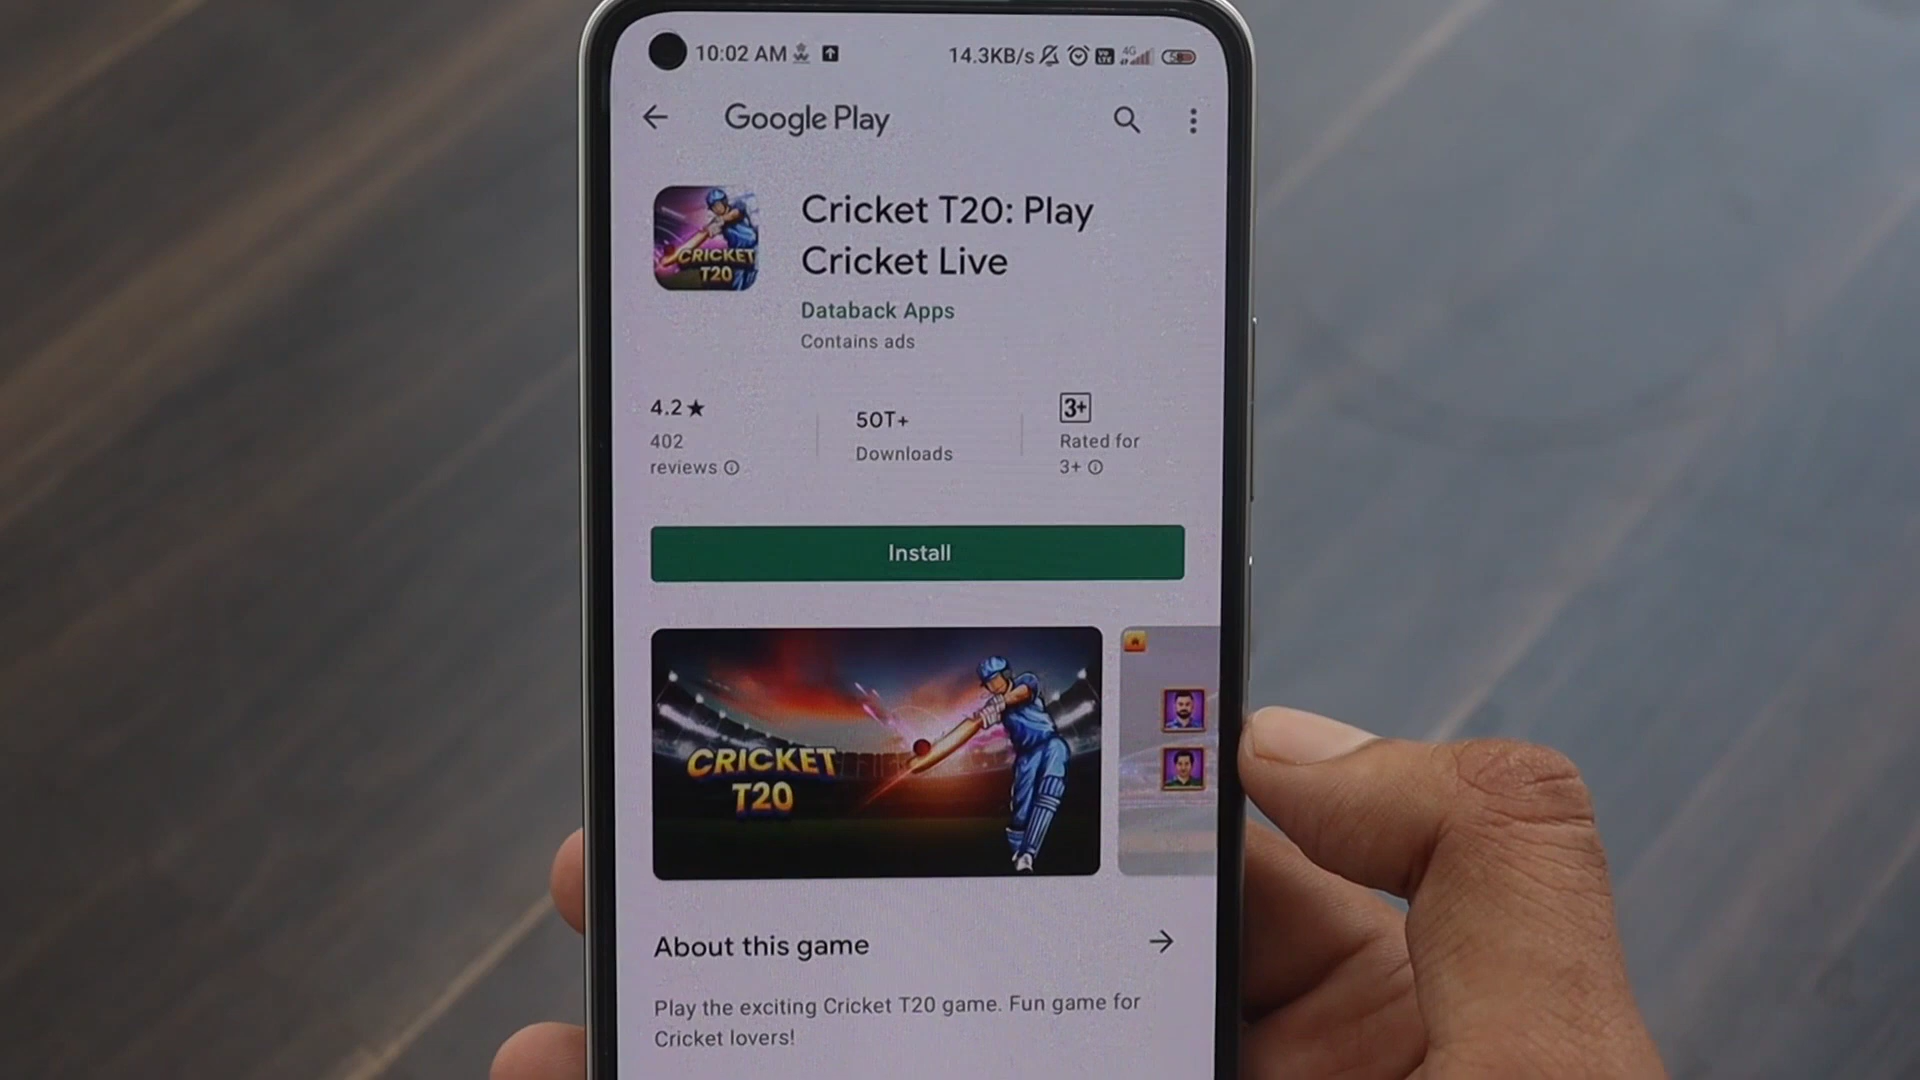 10:02 AM 14.3KB/s 4G
Google Play
Cricket T20: Play
Cricket Live
Databack Apps
Contains ads
CRICKET
T20
4.2★
402
reviews
50T+
Downloads
3+
Rated for
3+
Install
CRICKET
T20
About this game
Play the exciting Cricket T20 game. Fun game for
Cricket lovers!